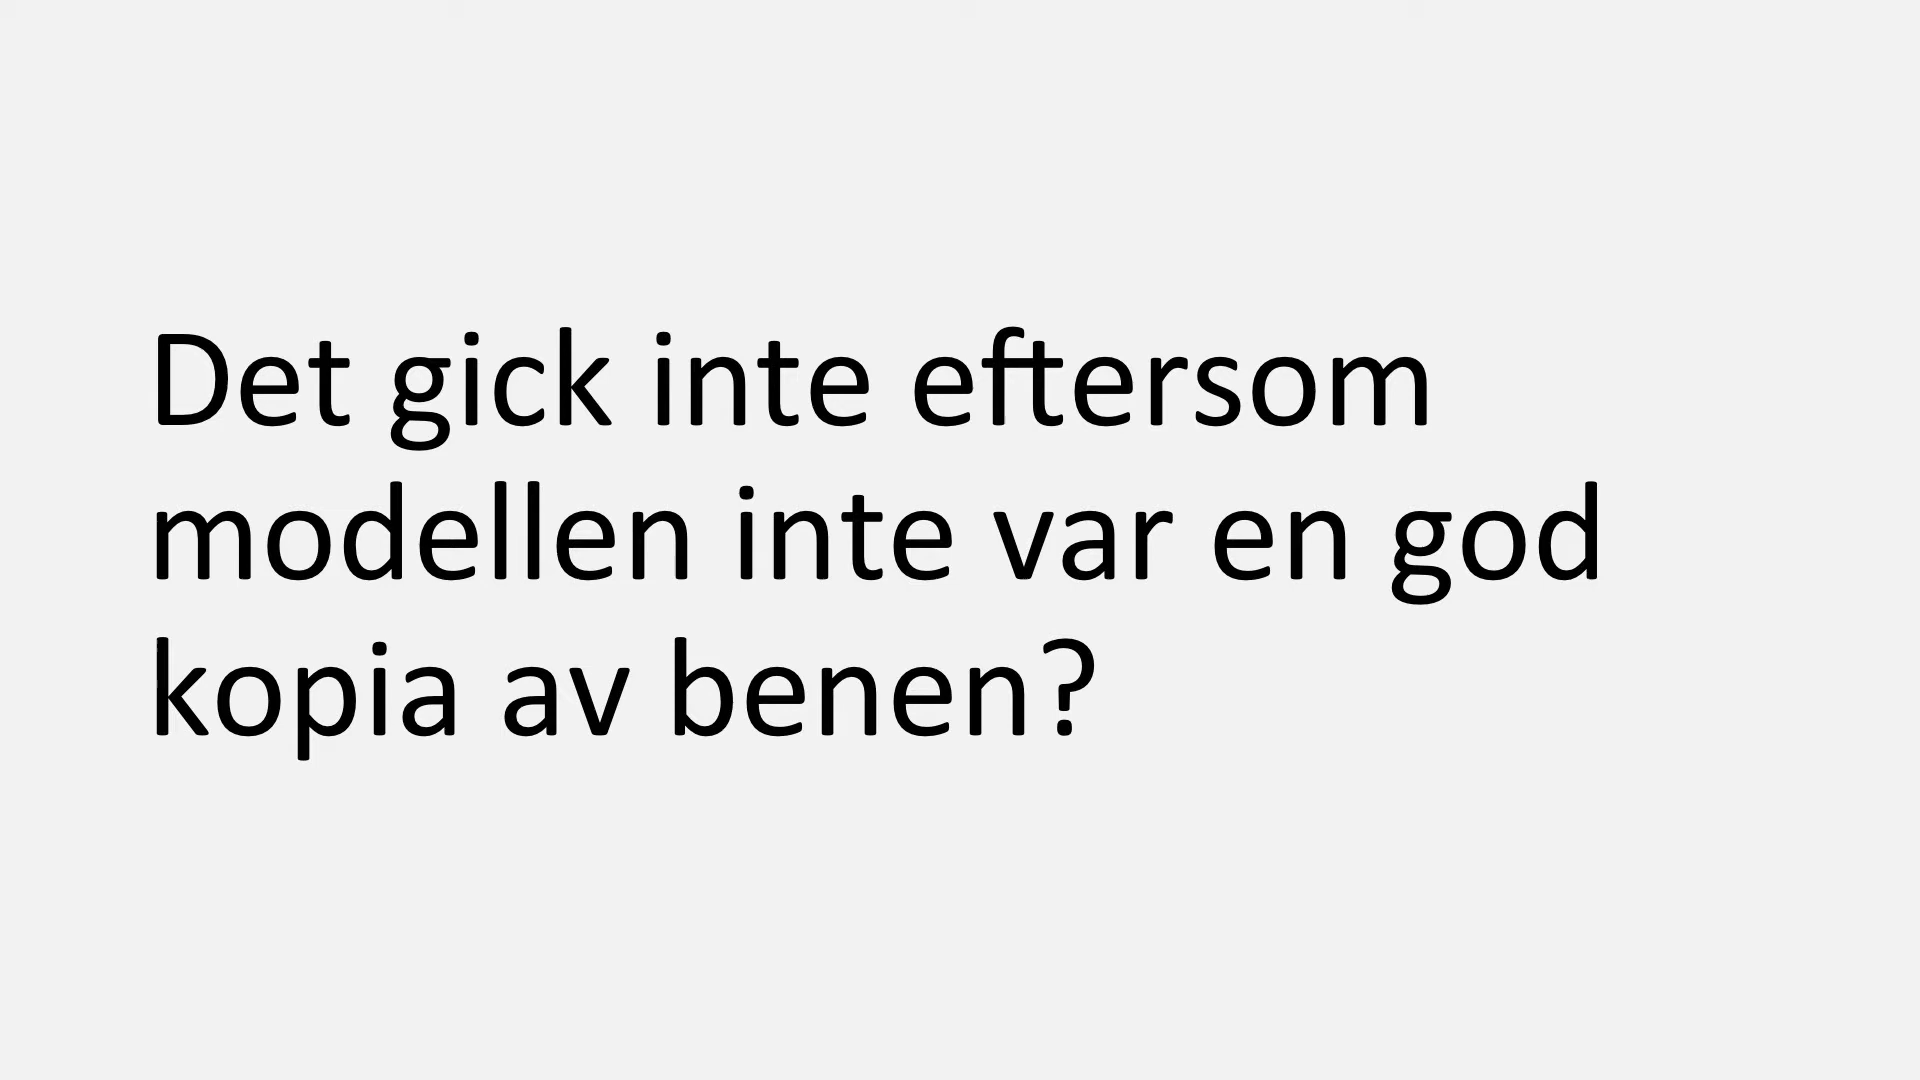 Det gick inte eftersom
modellen inte var en god
kopia av benen?